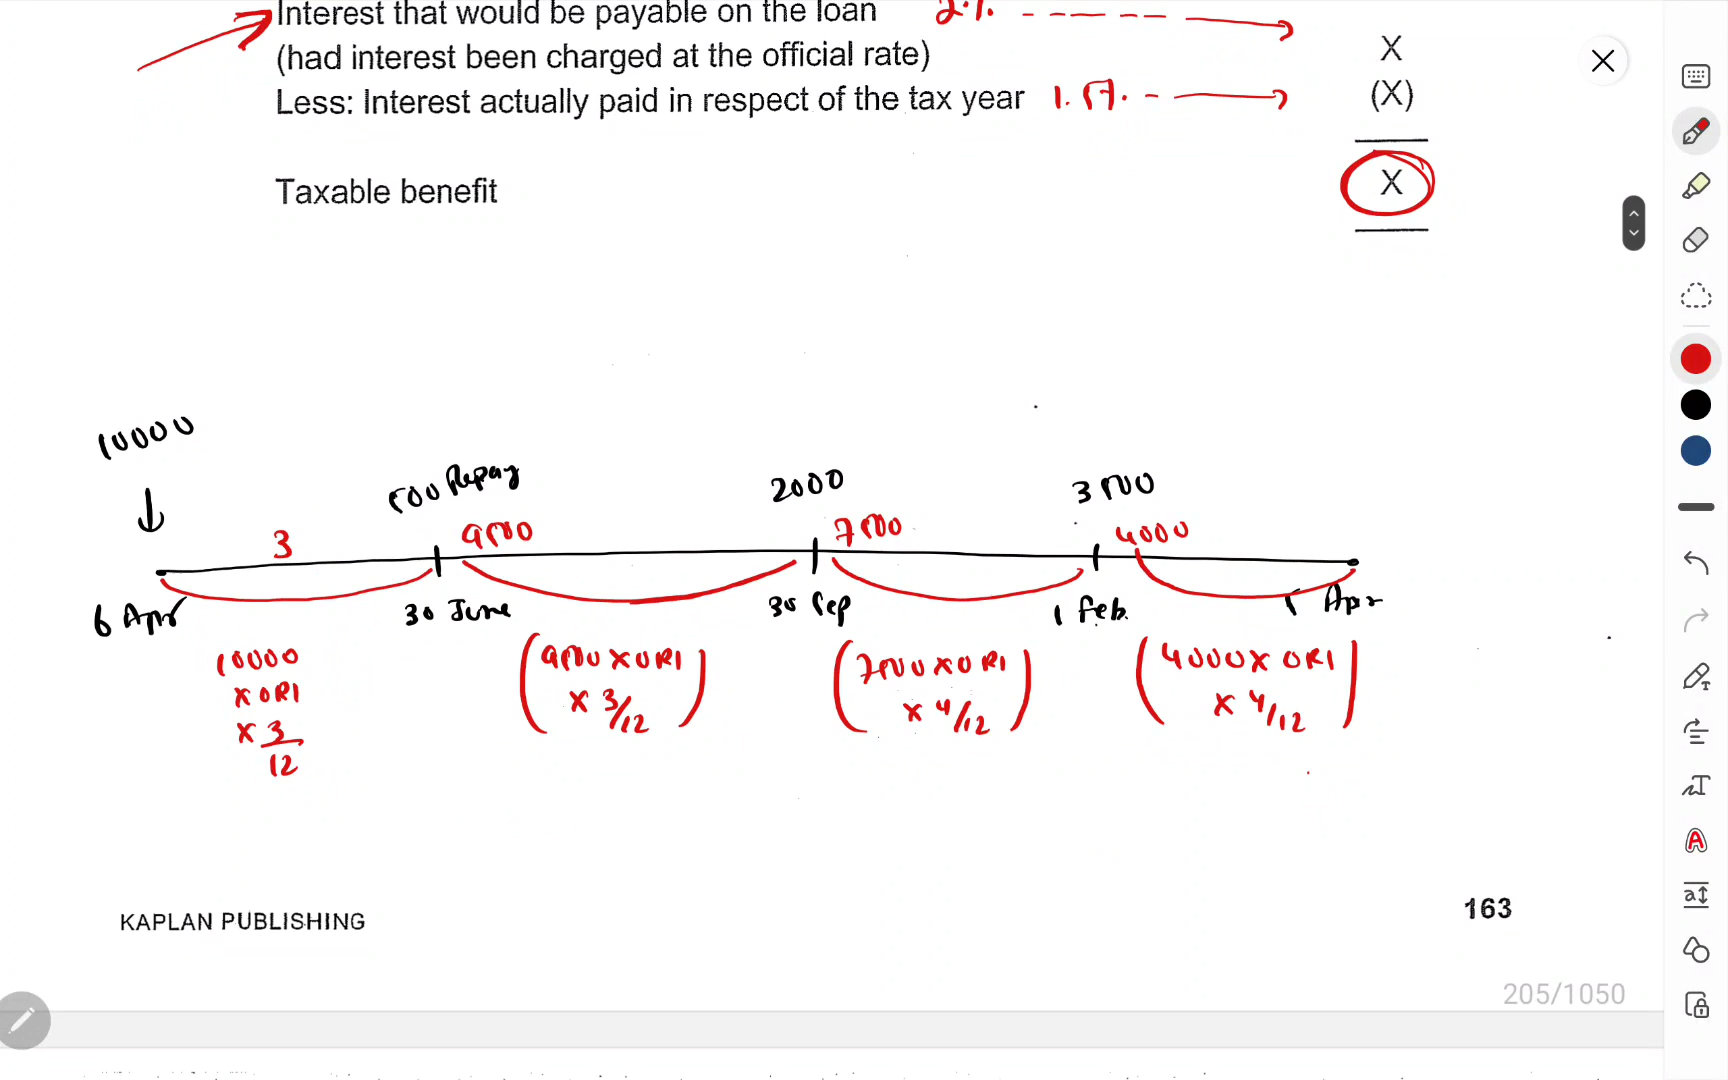 Interest that would be payable on the loan 2%
(had interest been charged at the official rate) X
Less: Interest actually paid in respect of the tax year 1.5%. (X)
Taxable benefit X
10000
500 Repay 2000 3500
3 9500 7500 4000
6 Apr 30 June 30 Sep 1 Feb. 5 Apr
10000 (9500 X ORI (7500 X ORI (4000 X ORI
X ORI X 3/12) X 4/12) X 4/12)
X 3
12
KAPLAN PUBLISHING 163
205/1050